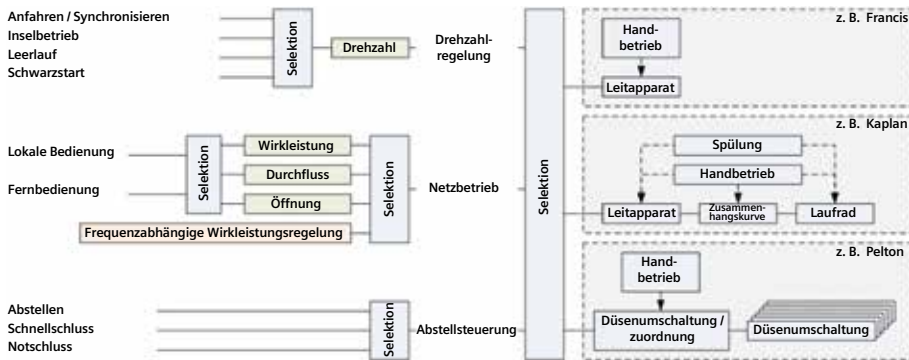 Anfahren / Synchronisieren
Inselbetrieb
Leerlauf
Schwarzstart
Selektion
Drehzahl
Drehzahl-
regelung
Lokale Bedienung
Fernbedienung
Selektion
Wirkleistung
Durchfluss
Öffnung
Frequenzabhängige Wirkleistungsregelung
Selektion
Netzbetrieb
Abstellen
Schnellschluss
Notschluss
Selektion
Abstellsteuerung
Selektion
z. B. Francis
Hand-
betrieb
Leitapparat
z. B. Kaplan
Spülung
Handbetrieb
Leitapparat
Zusammen-
hangskurve
Laufrad
z. B. Pelton
Hand-
betrieb
Düsenumschaltung /
zuordnung
Düsenumschaltung